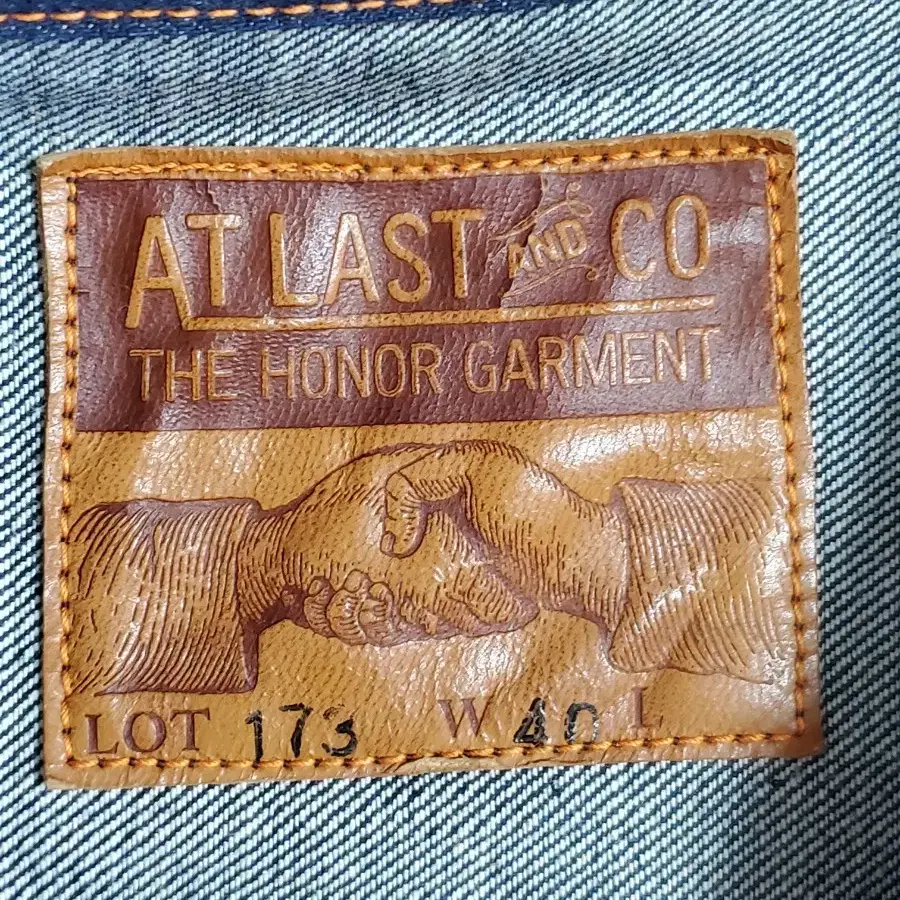 AT LAST AND CO
THE HONOR GARMENT
LOT 173 W 40 L